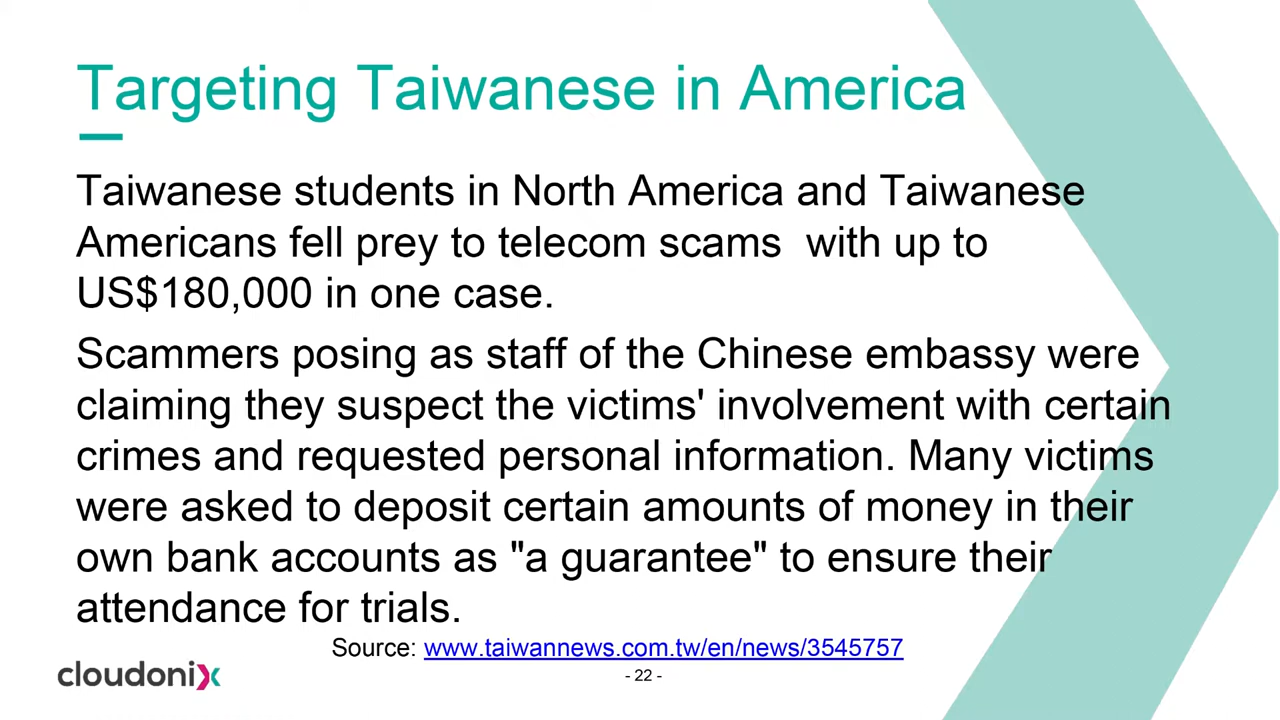 Targeting Taiwanese in America
Taiwanese students in North America and Taiwanese
Americans fell prey to telecom scams  with up to
US$180,000 in one case.
Scammers posing as staff of the Chinese embassy were
claiming they suspect the victims' involvement with certain
crimes and requested personal information. Many victims
were asked to deposit certain amounts of money in their
own bank accounts as "a guarantee" to ensure their
attendance for trials.
Source: www.taiwannews.com.tw/en/news/3545757
cloudonix
- 22 -